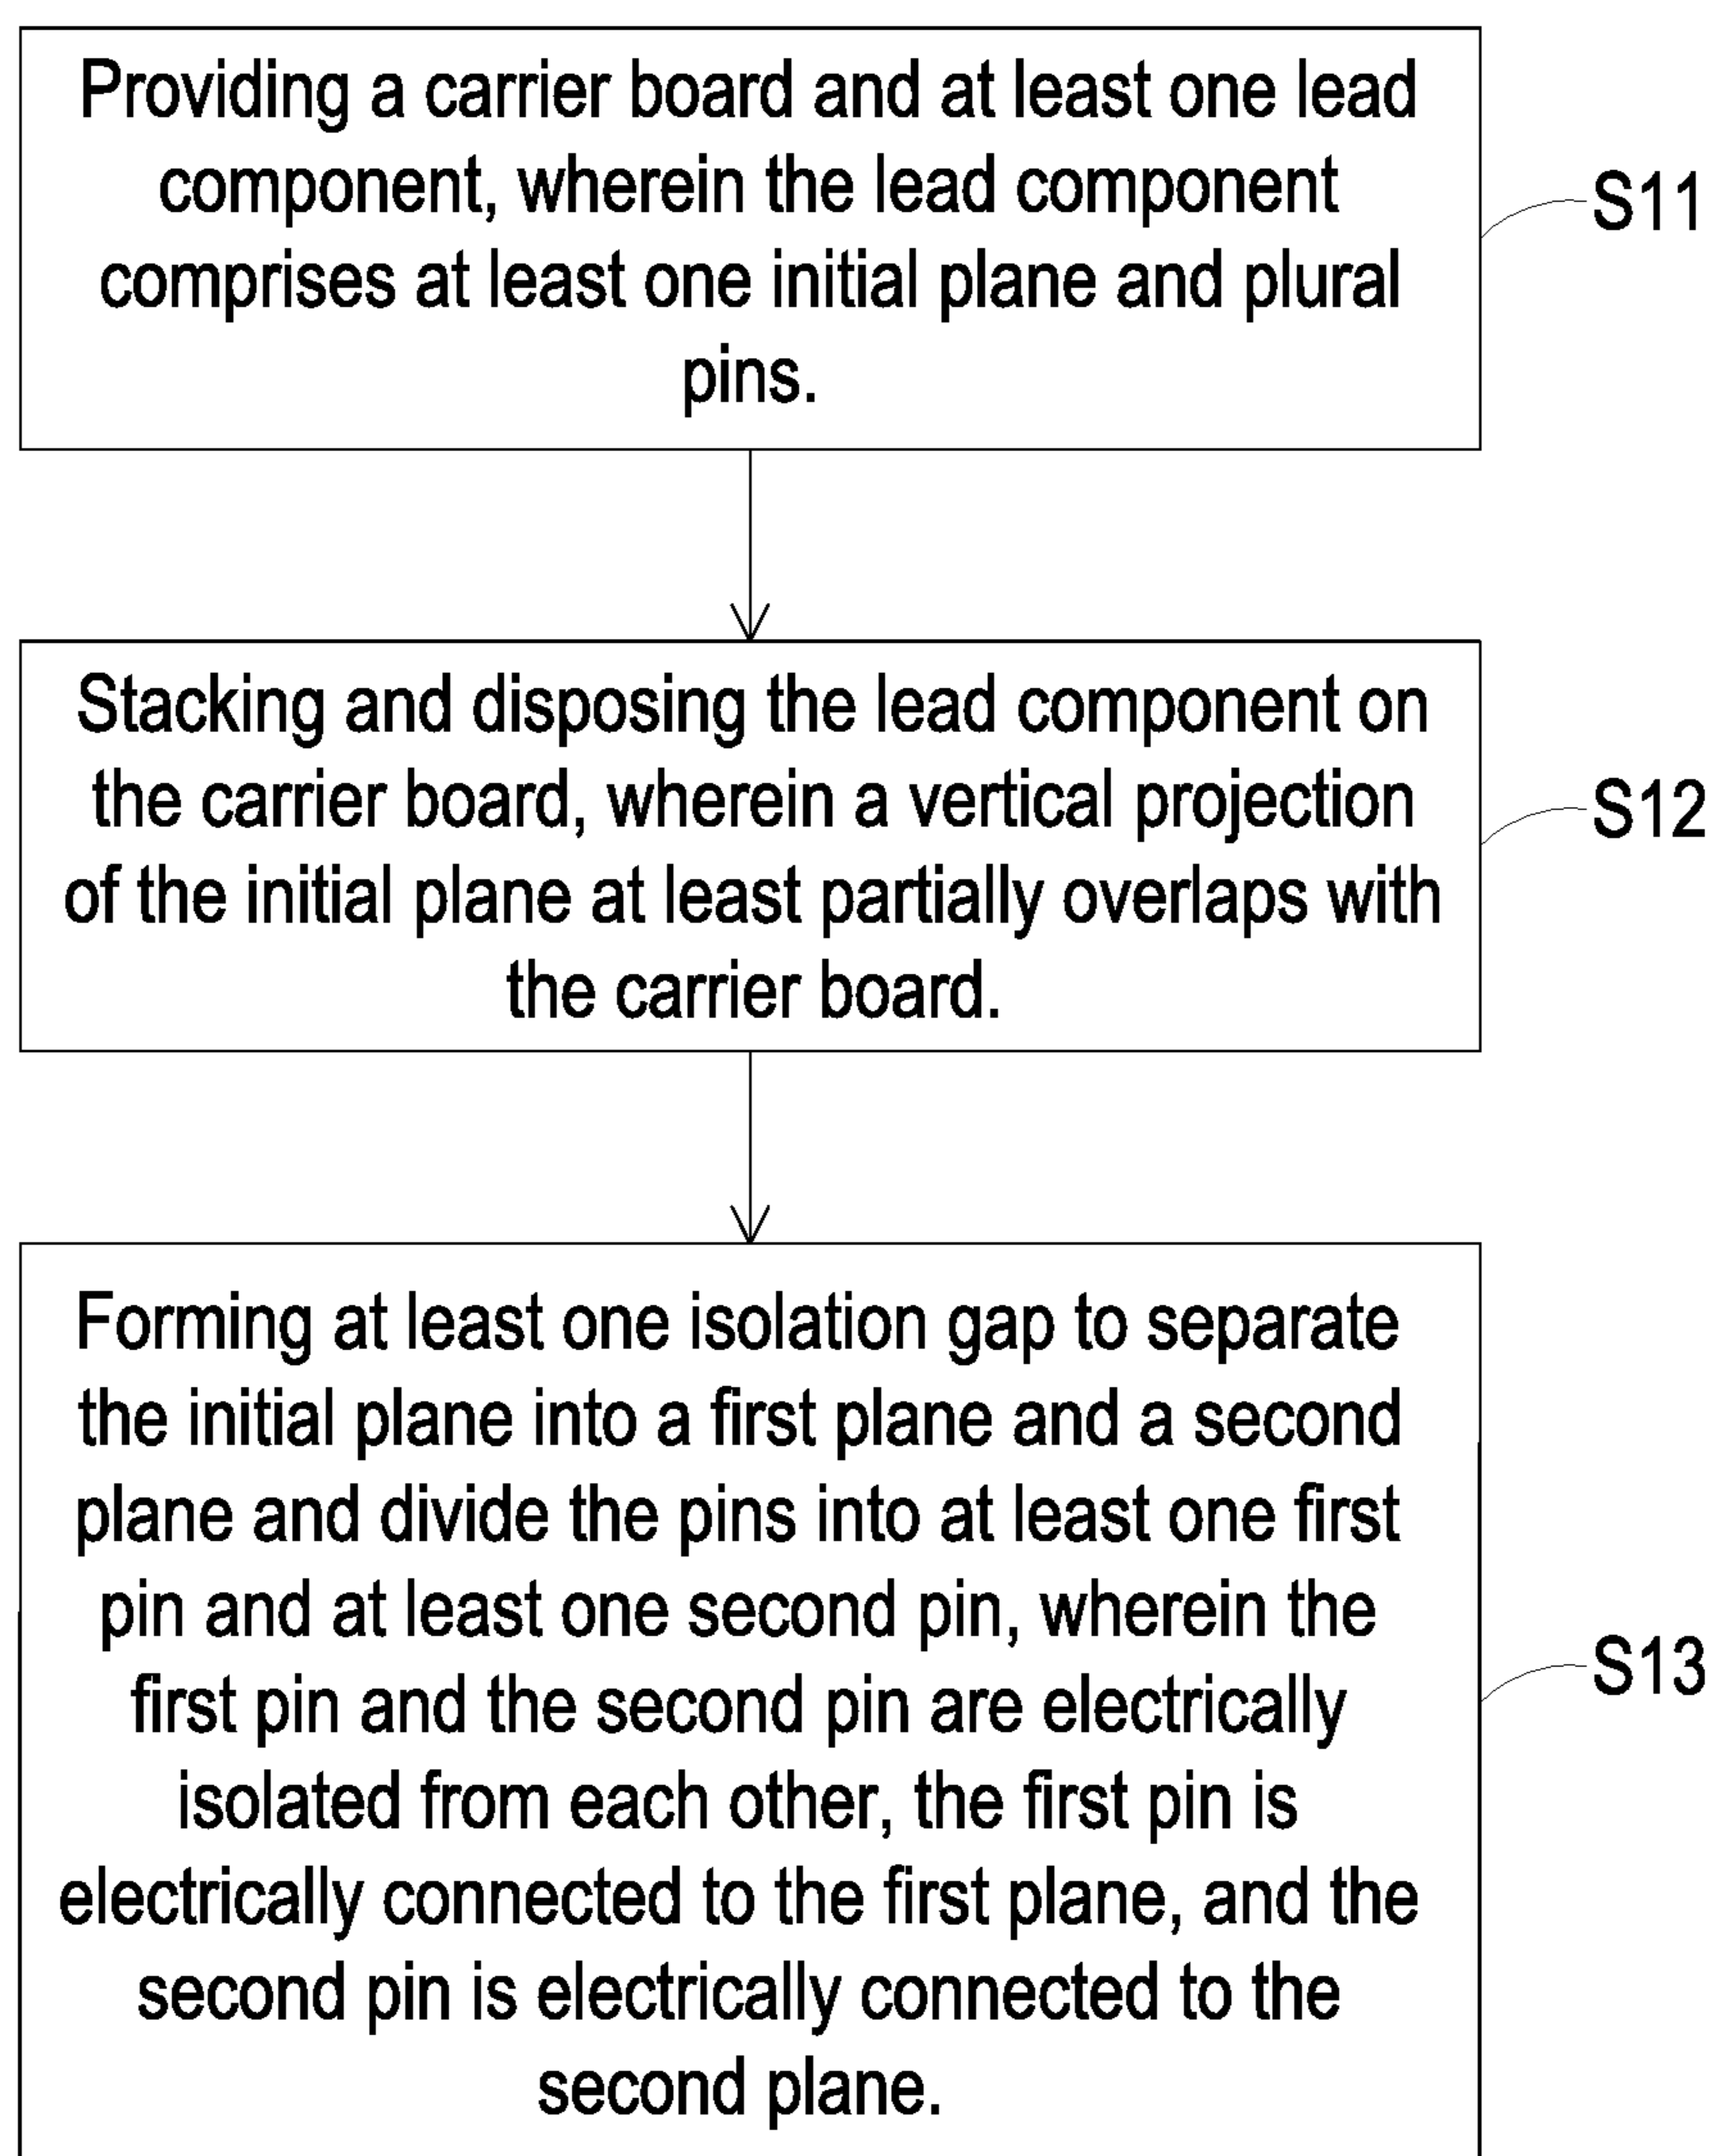 Providing a carrier board and at least one lead
component, wherein the lead component
comprises at least one initial plane and plural
pins.
S11
Stacking and disposing the lead component on
the carrier board, wherein a vertical projection
of the initial plane at least partially overlaps with
the carrier board.
S12
Forming at least one isolation gap to separate
the initial plane into a first plane and a second
plane and divide the pins into at least one first
pin and at least one second pin, wherein the
first pin and the second pin are electrically
isolated from each other, the first pin is
electrically connected to the first plane, and the
second pin is electrically connected to the
second plane.
S13